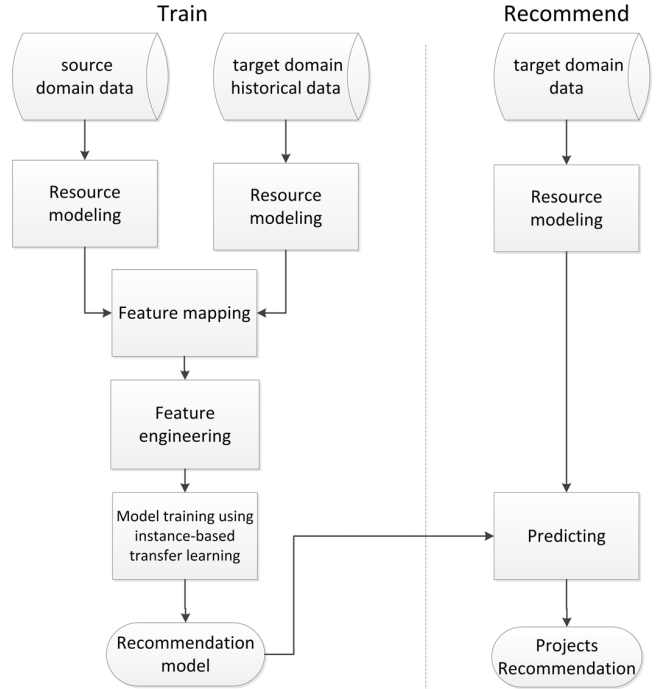 Train
Recommend
source
domain data
target domain
historical data
target domain
data
Resource
modeling
Resource
modeling
Resource
modeling
Feature mapping
Feature
engineering
Model training using
instance-based
transfer learning
Predicting
Recommendation
model
Projects
Recommendation